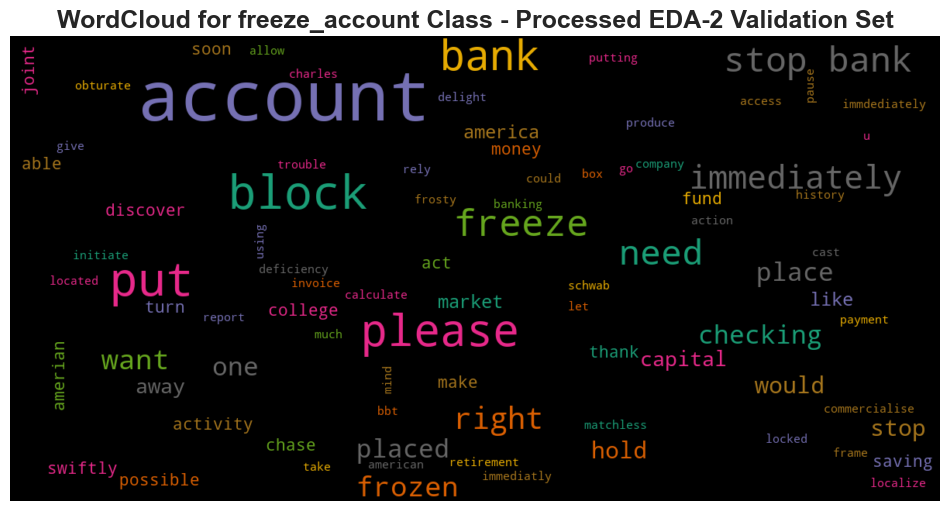 WordCloud for freeze_account Class - Processed EDA-2 Validation Set
joint
soon
allow
bank
putting
stop bank
obturate
charles
account
delight
pause
access
immdediately
give
america
money
produce
u
able
trouble
rely
could
box
go
company
immediately
block
frosty
banking
fund
history
discover
freeze
action
using
need
initiate
deficiency
act
cast
located
put
invoice
calculate
schwab
place
turn
college
market
let
like
report
much
please
payment
checking
amerian
want
one
thank
capital
away
mind
make
would
activity
bbt
right
matchless
commercialise
stop
chase
placed
hold
locked
frame
swiftly
possible
take
american
retirement
immediatly
saving
frozen
localize